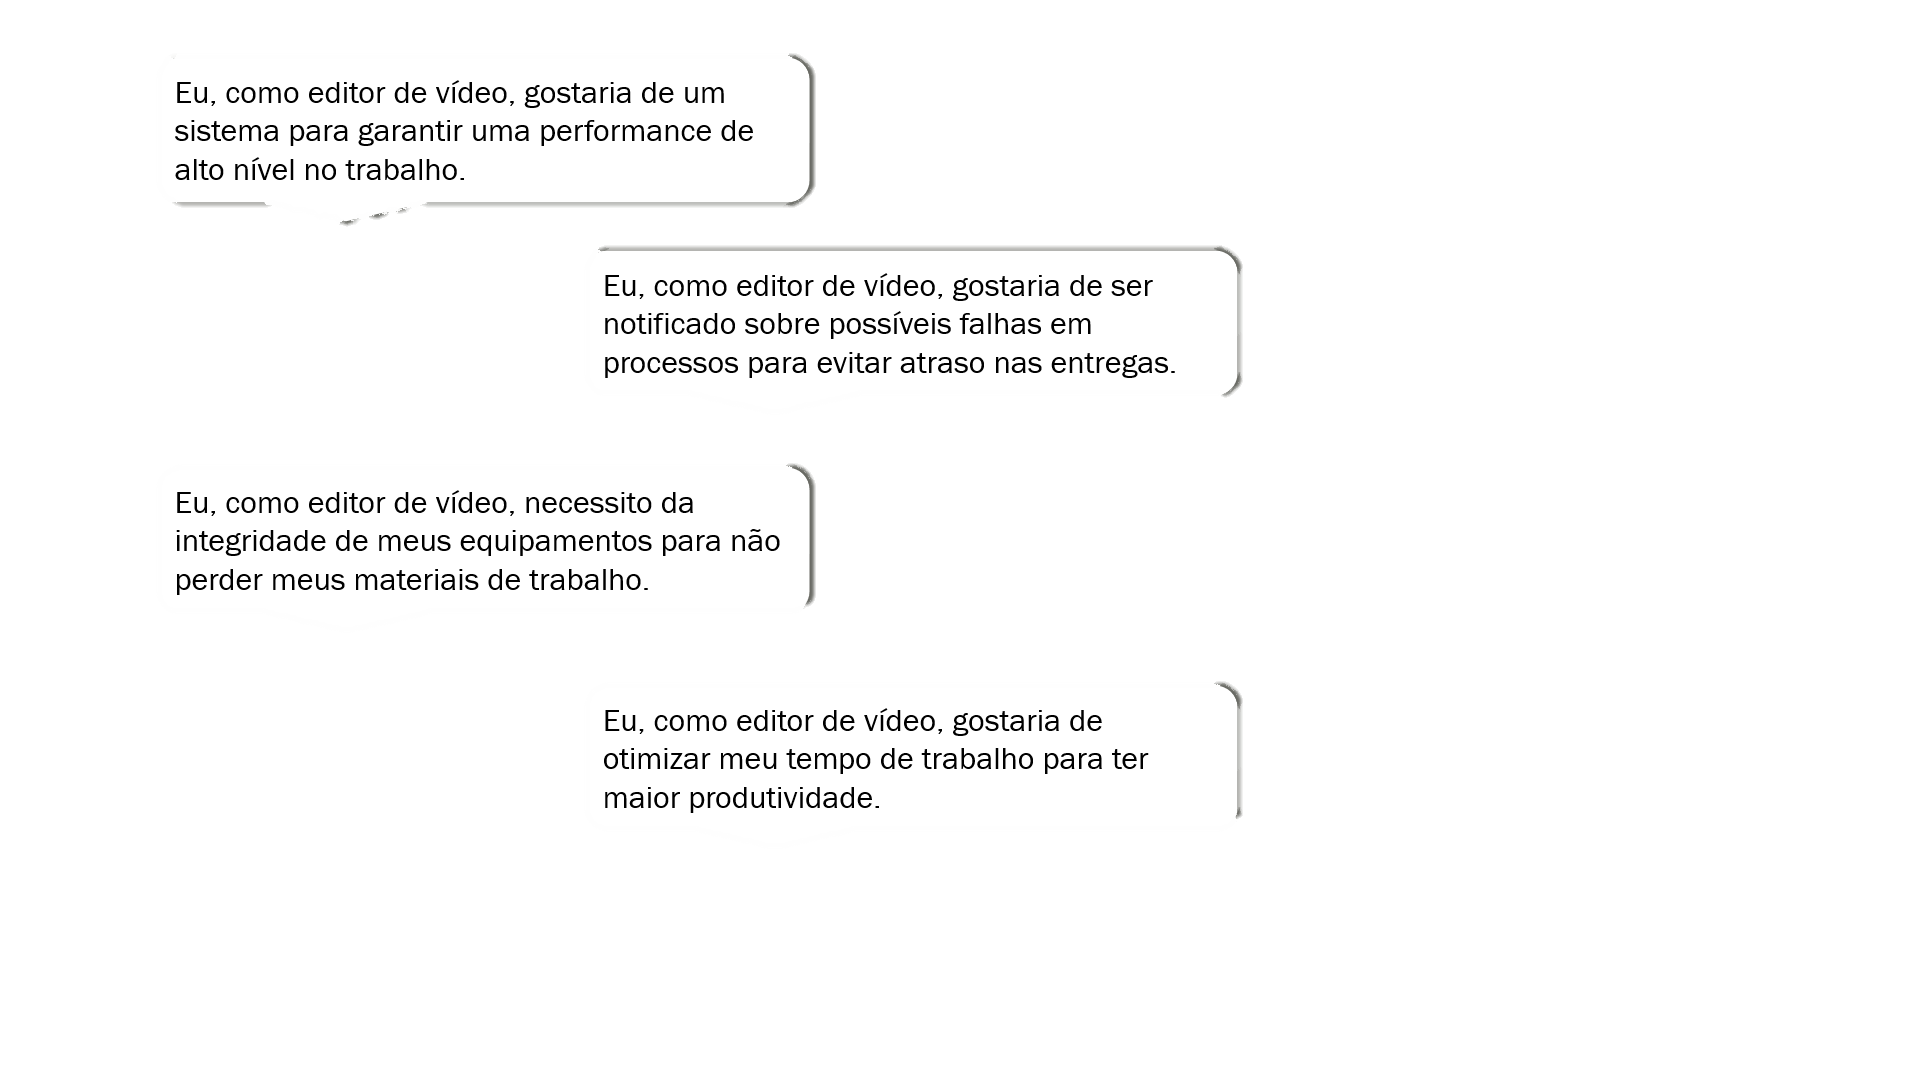 Eu, como editor de vídeo, gostaria de um
sistema para garantir uma performance de
alto nível no trabalho.
Eu, como editor de vídeo, gostaria de ser
notificado sobre possíveis falhas em
processos para evitar atraso nas entregas.
Eu, como editor de vídeo, necessito da
integridade de meus equipamentos para não
perder meus materiais de trabalho.
Eu, como editor de vídeo, gostaria de
otimizar meu tempo de trabalho para ter
maior produtividade.